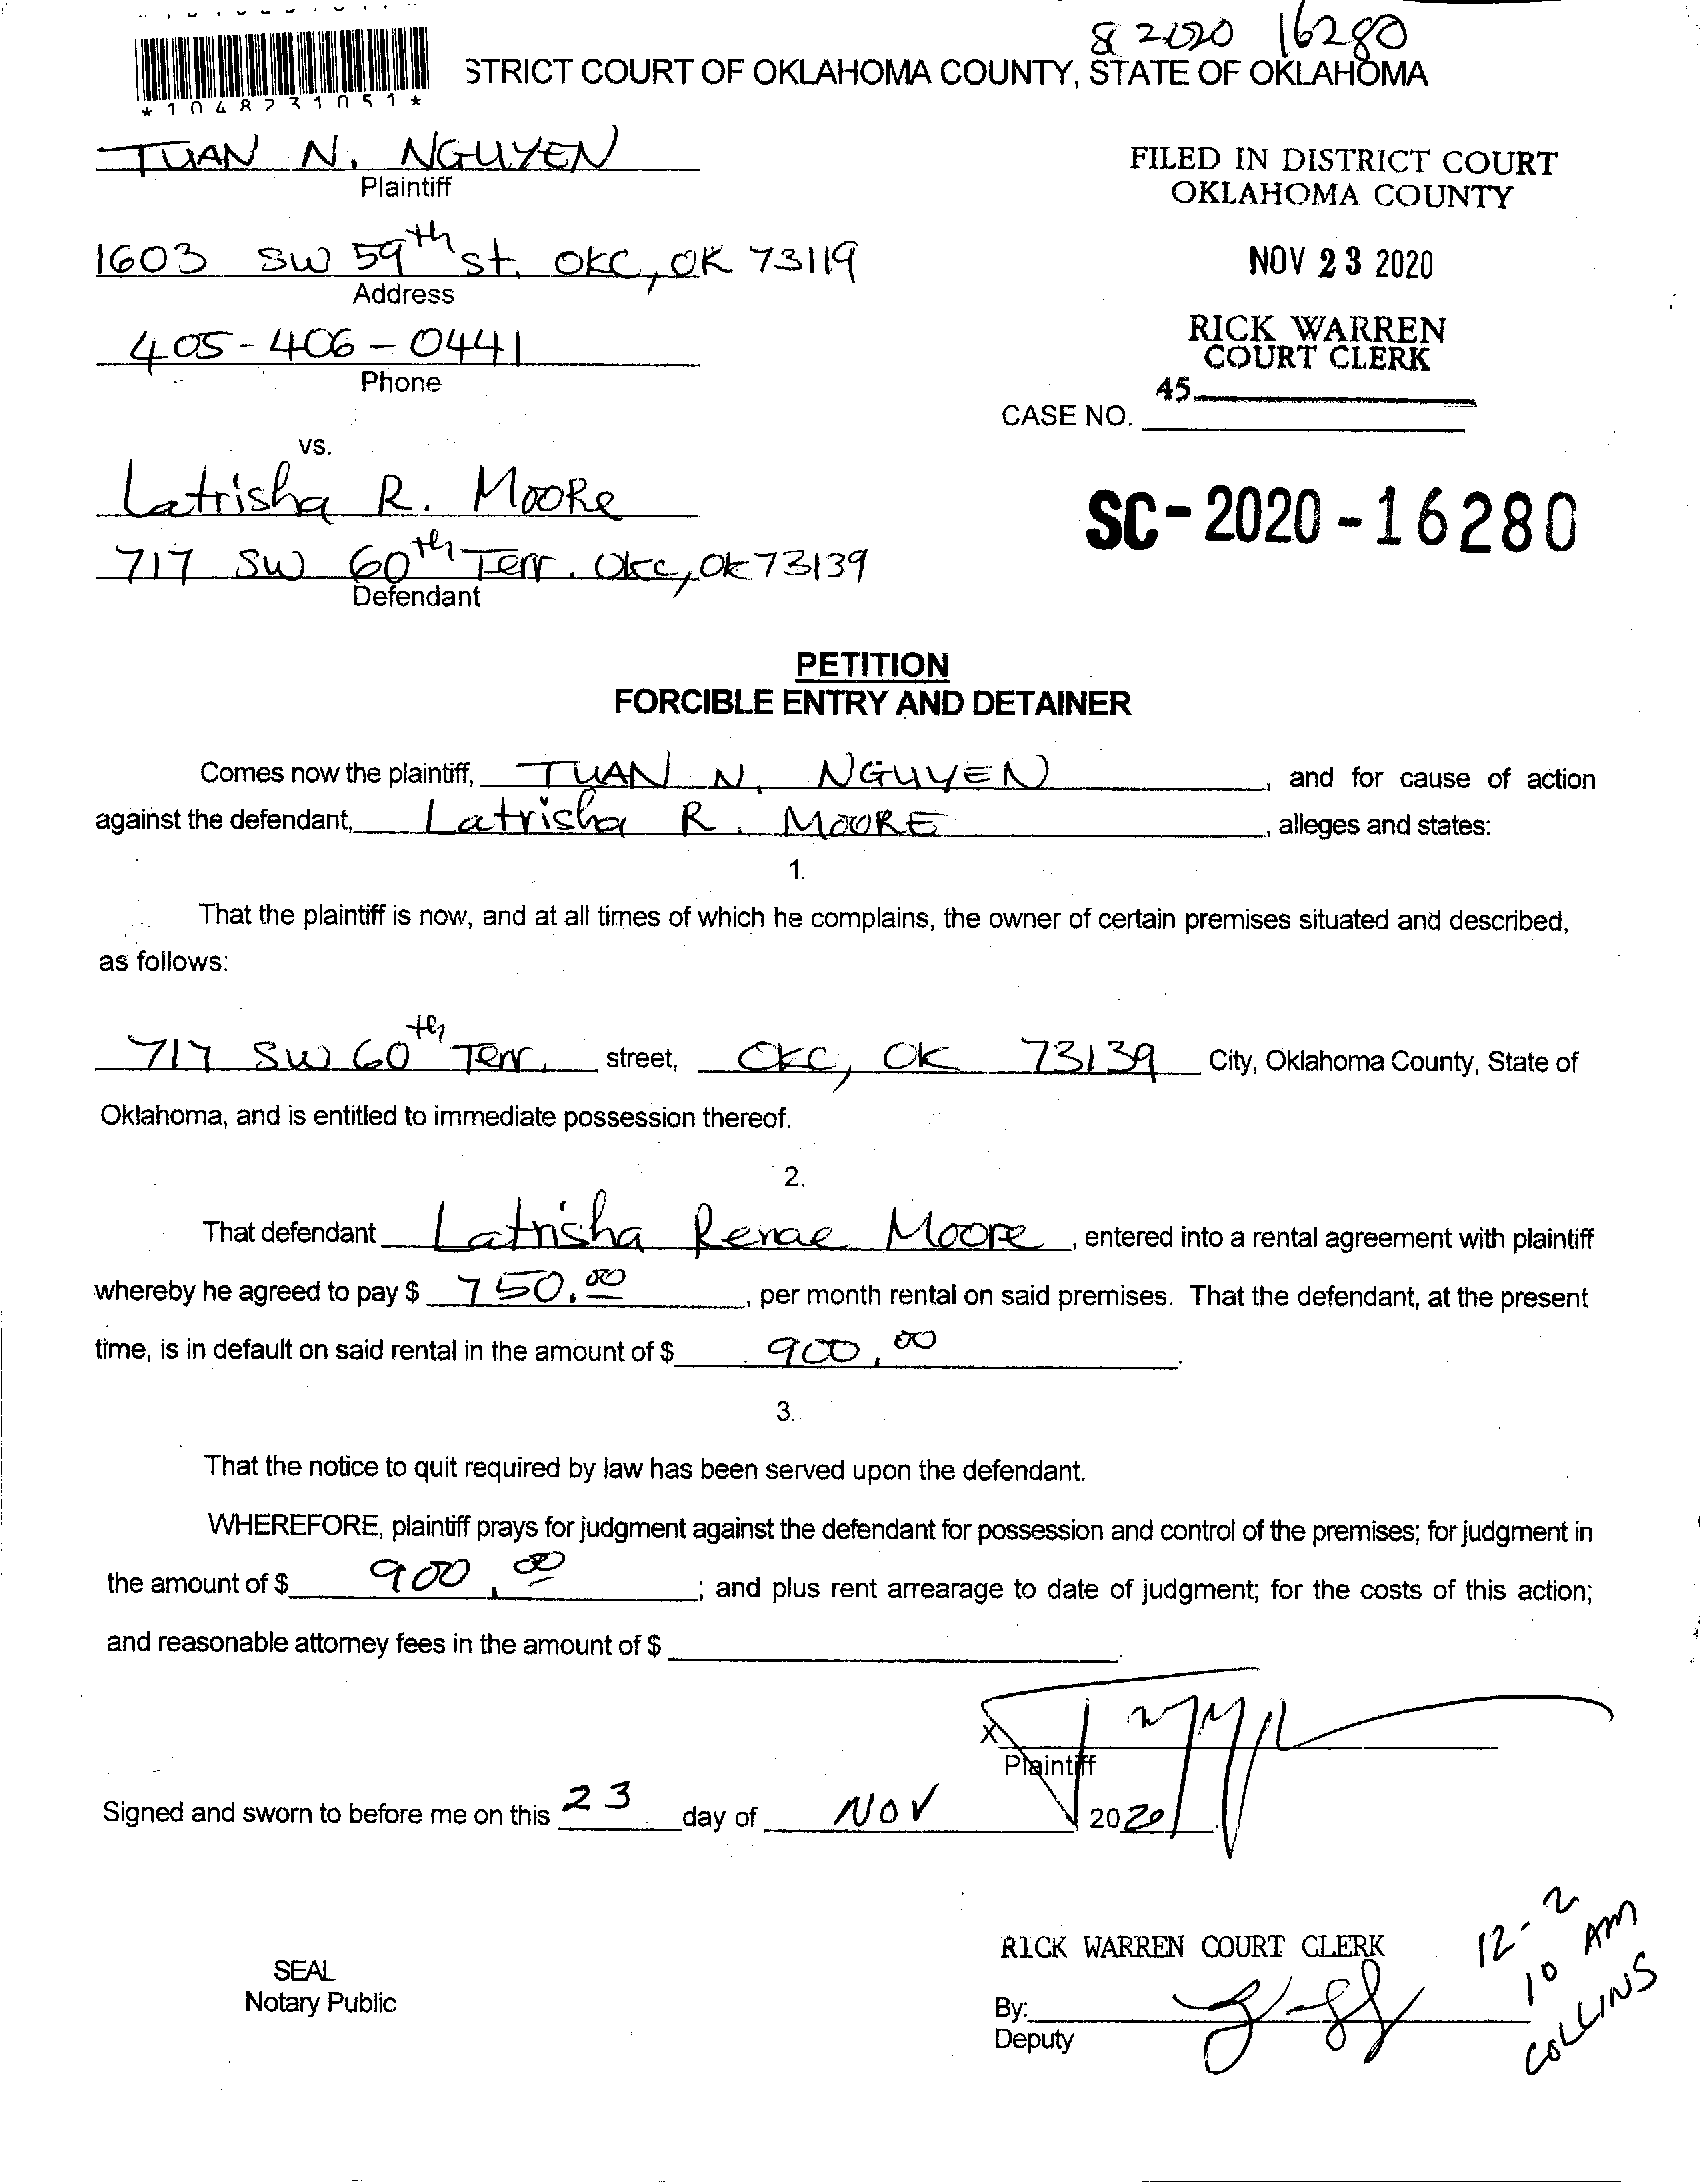 8 2020 16280
*1048231051*
STRICT COURT OF OKLAHOMA COUNTY, STATE OF OKLAHOMA
TUAN N. NGUYEN
Plaintiff
FILED IN DISTRICT COURT
OKLAHOMA COUNTY
1603 SW 59th st. OKC, OK 73119
Address
NOV 23 2020
405-406-0441
Phone
RICK WARREN
COURT CLERK
45
CASE NO.
vs.
Latrisha R. Moore
SC-2020-16280
717 SW 60th Terr. Okc, Ok 73139
Defendant
PETITION
FORCIBLE ENTRY AND DETAINER
Comes now the plaintiff, TUAN N. NGUYEN, and for cause of action
against the defendant, Latrisha R. MOORE, alleges and states:
1.
That the plaintiff is now, and at all times of which he complains, the owner of certain premises situated and described,
as follows:
717 SW 60th Terr. street, OKC, OK 73139 City, Oklahoma County, State of
Oklahoma, and is entitled to immediate possession thereof.
2.
That defendant Latrisha Renae Moore, entered into a rental agreement with plaintiff
whereby he agreed to pay $ 750.00, per month rental on said premises. That the defendant, at the present
time, is in default on said rental in the amount of $ 900.00.
3.
That the notice to quit required by law has been served upon the defendant.
WHEREFORE, plaintiff prays for judgment against the defendant for possession and control of the premises; for judgment in
the amount of $ 900.00; and plus rent arrearage to date of judgment; for the costs of this action;
and reasonable attorney fees in the amount of $
X
Plaintiff
Signed and sworn to before me on this 23 day of NOV 2020.
12-2
10 AM
COLLINS
RICK WARREN COURT CLERK
SEAL
Notary Public
By:
Deputy